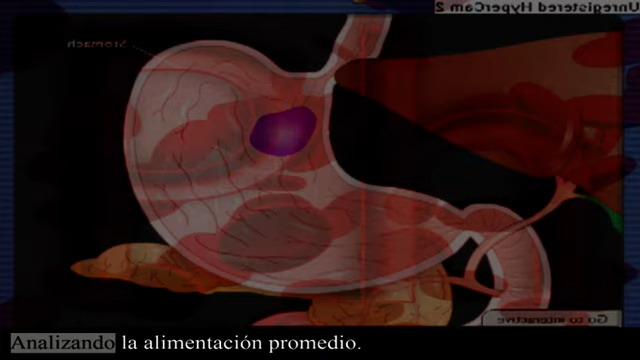 Unregistered HyperCam 2
Stomach
Go to interactive
Analizando la alimentación promedio.